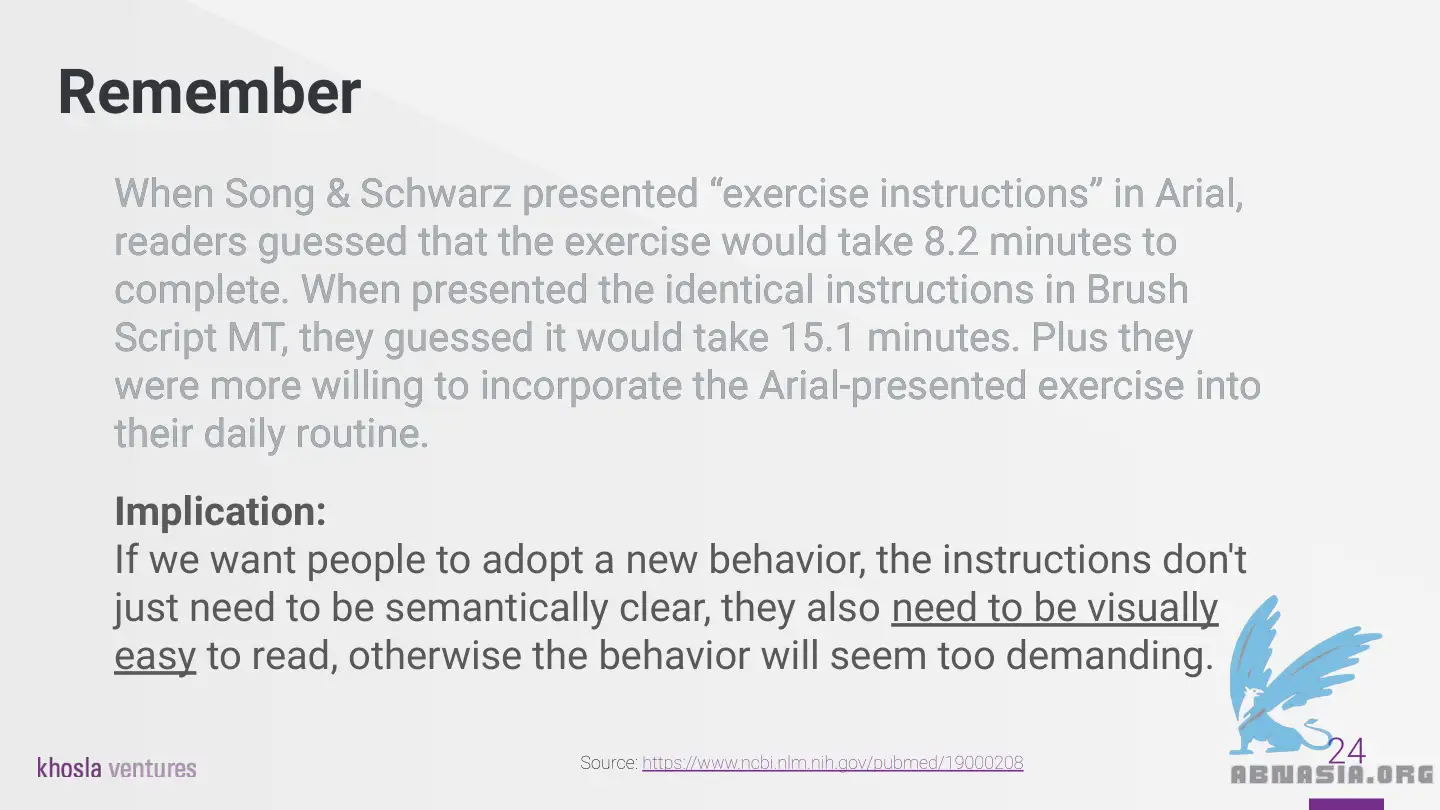 Remember
When Song & Schwarz presented “exercise instructions” in Arial,
readers guessed that the exercise would take 8.2 minutes to
complete. When presented the identical instructions in Brush
Script MT, they guessed it would take 15.1 minutes. Plus they
were more willing to incorporate the Arial-presented exercise into
their daily routine.
Implication:
If we want people to adopt a new behavior, the instructions don't
just need to be semantically clear, they also need to be visually
easy to read, otherwise the behavior will seem too demanding.
khosla ventures
Source: https://www.ncbi.nlm.nih.gov/pubmed/19000208
24
ABNASIA.ORG